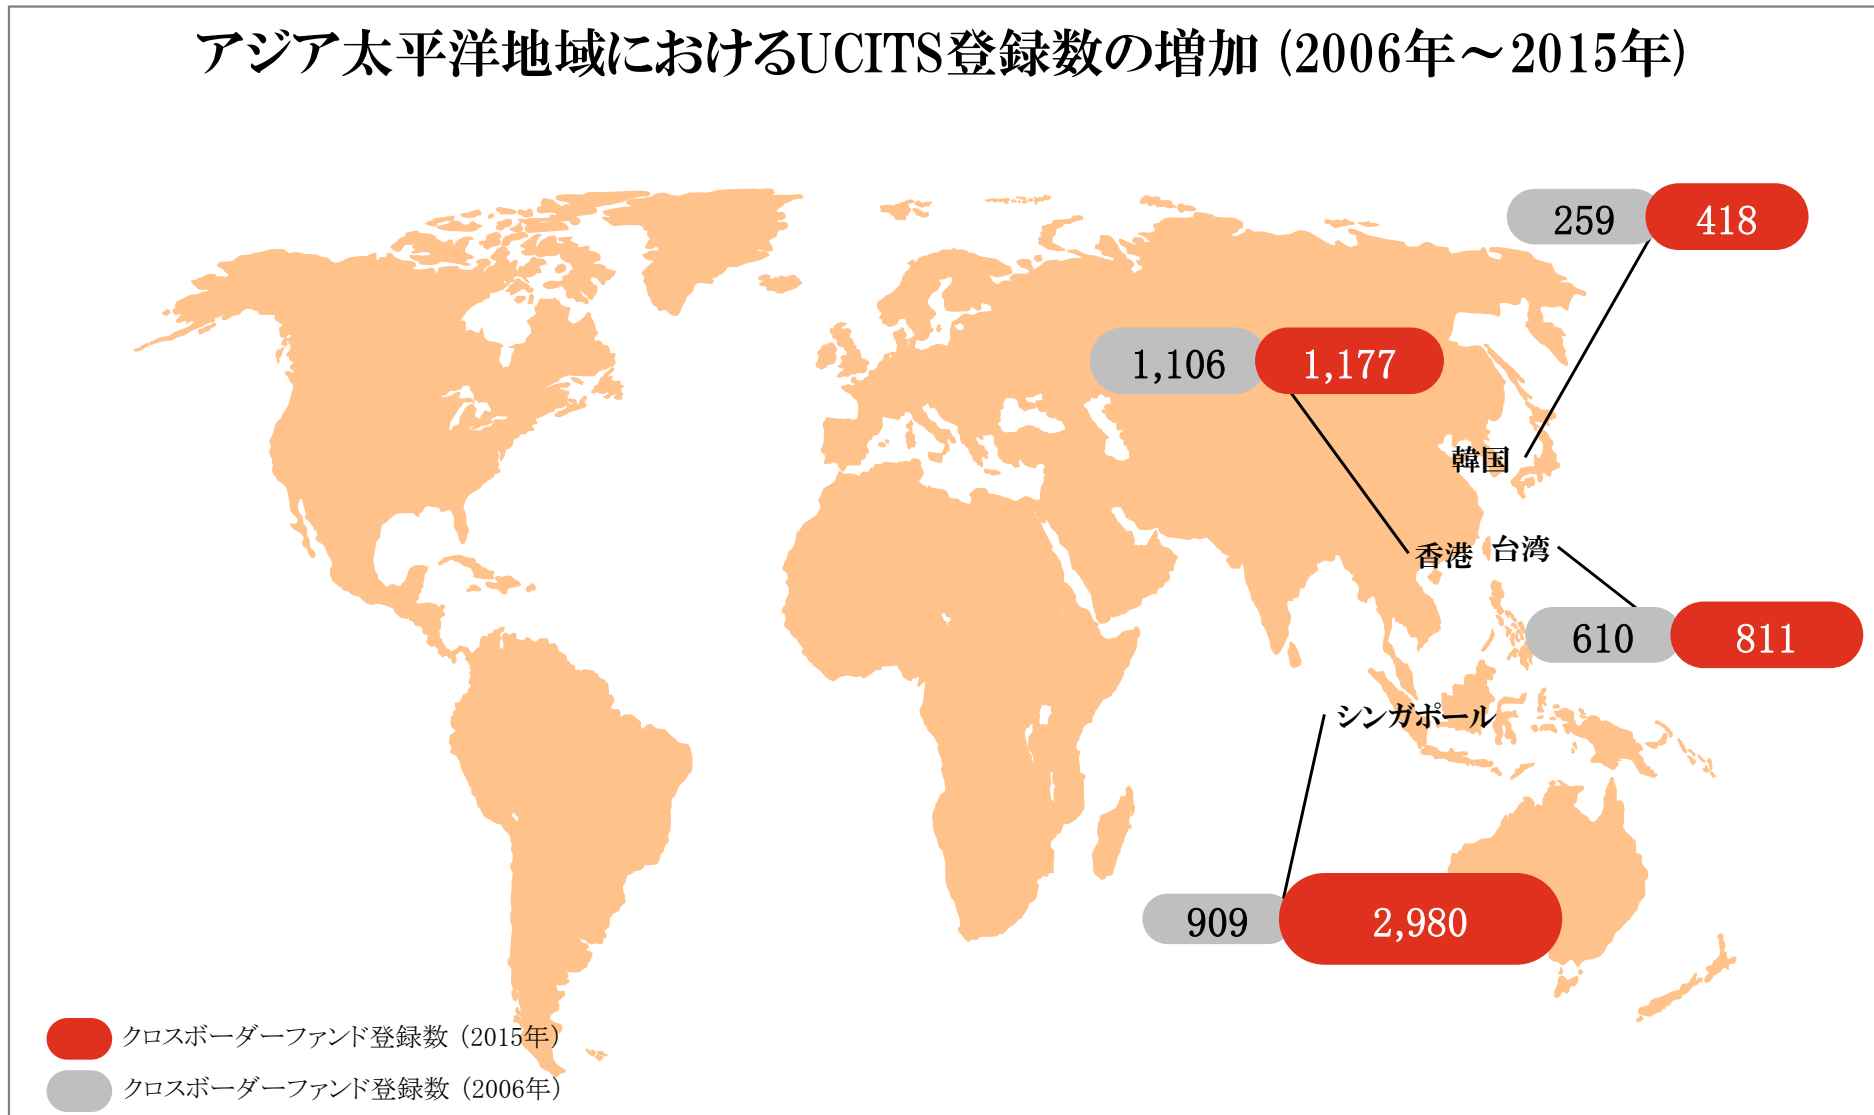 アジア太平洋地域におけるUCITS登録数の増加 (2006年～2015年)
259 418
1,106 1,177
韓国
香港 台湾
610 811
シンガポール
909 2,980
クロスボーダーファンド登録数 (2015年)
クロスボーダーファンド登録数 (2006年)